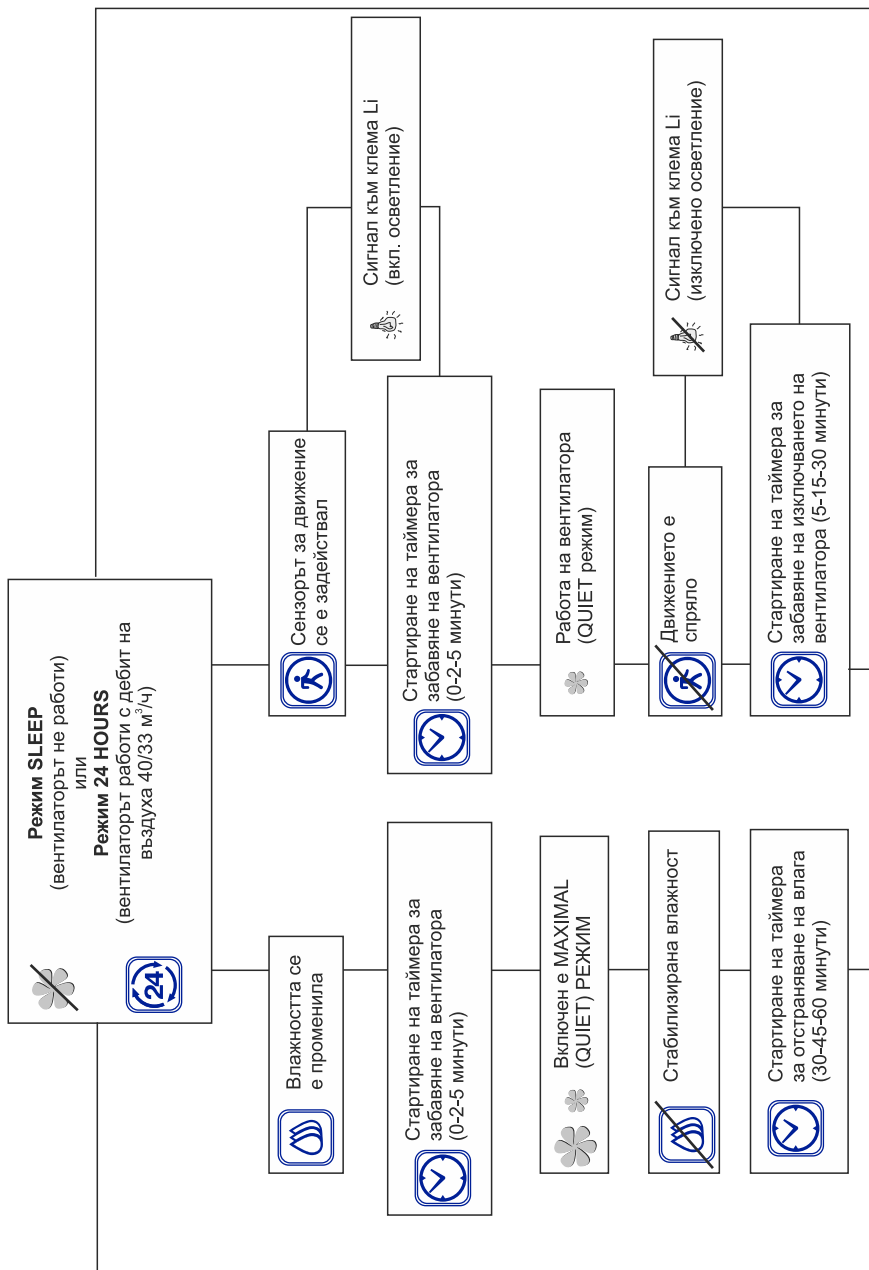 Режим SLEEP
(вентилаторът не работи)
или
Режим 24 HOURS
(вентилаторът работи с дебит на
въздуха 40/33 м³/ч)
24
Влажността се
е променила
Стартиране на таймера за
забавяне на вентилатора
(0-2-5 минути)
Включен е MAXIMAL
(QUIET) РЕЖИМ
Стабилизирана влажност
Стартиране на таймера
за отстраняване на влага
(30-45-60 минути)
Сензорът за движение
се е задействал
Сигнал към клема Li
(вкл. осветление)
Стартиране на таймера за
забавяне на вентилатора
(0-2-5 минути)
Работа на вентилатора
(QUIET режим)
Движението е
спряло
Сигнал към клема Li
(изключено осветление)
Стартиране на таймера за
забавяне на изключването на
вентилатора (5-15-30 минути)